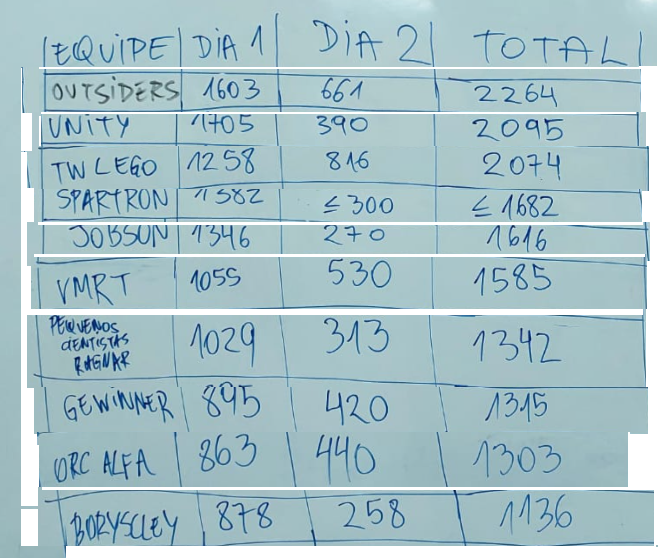 EQUIPE DIA 1 DIA 2 TOTAL
OUTSIDERS 1603 661 2264
UNITY 1705 390 2095
TW LEGO 1258 816 2074
SPARTRON 1382 ≤300 ≤1682
JOBSON 1346 270 1616
VMRT 1055 530 1585
PEQUENOS
CIENTISTAS
RAGNAR 1029 313 1342
GEWINNER 895 420 1315
ORC ALFA 863 440 1303
BORYSCLEY 878 258 1136